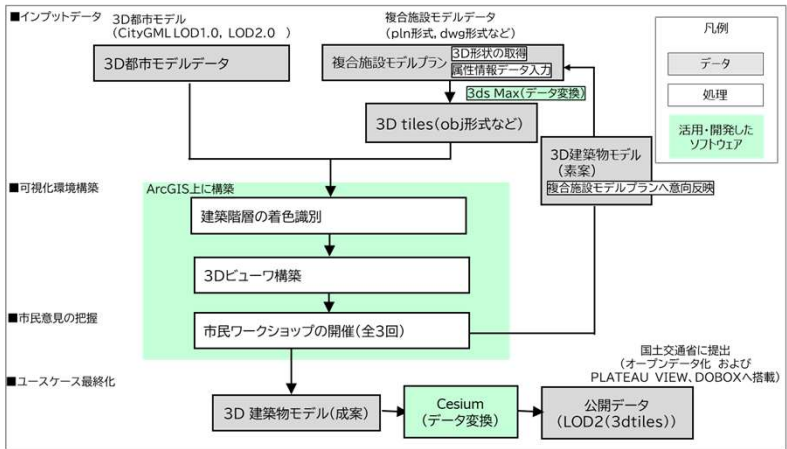 ■インプットデータ
3D都市モデル
(CityGML LOD1.0, LOD2.0 )
3D都市モデルデータ
複合施設モデルデータ
(pln形式, dwg形式など)
複合施設モデルプラン
3D形状の取得
属性情報データ入力
3ds Max(データ変換)
3D tiles(obj形式など)
凡例
データ
処理
活用・開発した
ソフトウェア
3D建築物モデル
(素案)
複合施設モデルプランへ意向反映
■可視化環境構築
ArcGIS上に構築
建築階層の着色識別
3Dビューワ構築
■市民意見の把握
市民ワークショップの開催(全3回)
国土交通省に提出
(オープンデータ化 および
PLATEAU VIEW、DOBOXへ搭載)
■ユースケース最終化
3D 建築物モデル(成案)
Cesium
(データ変換)
公開データ
(LOD2(3dtiles))